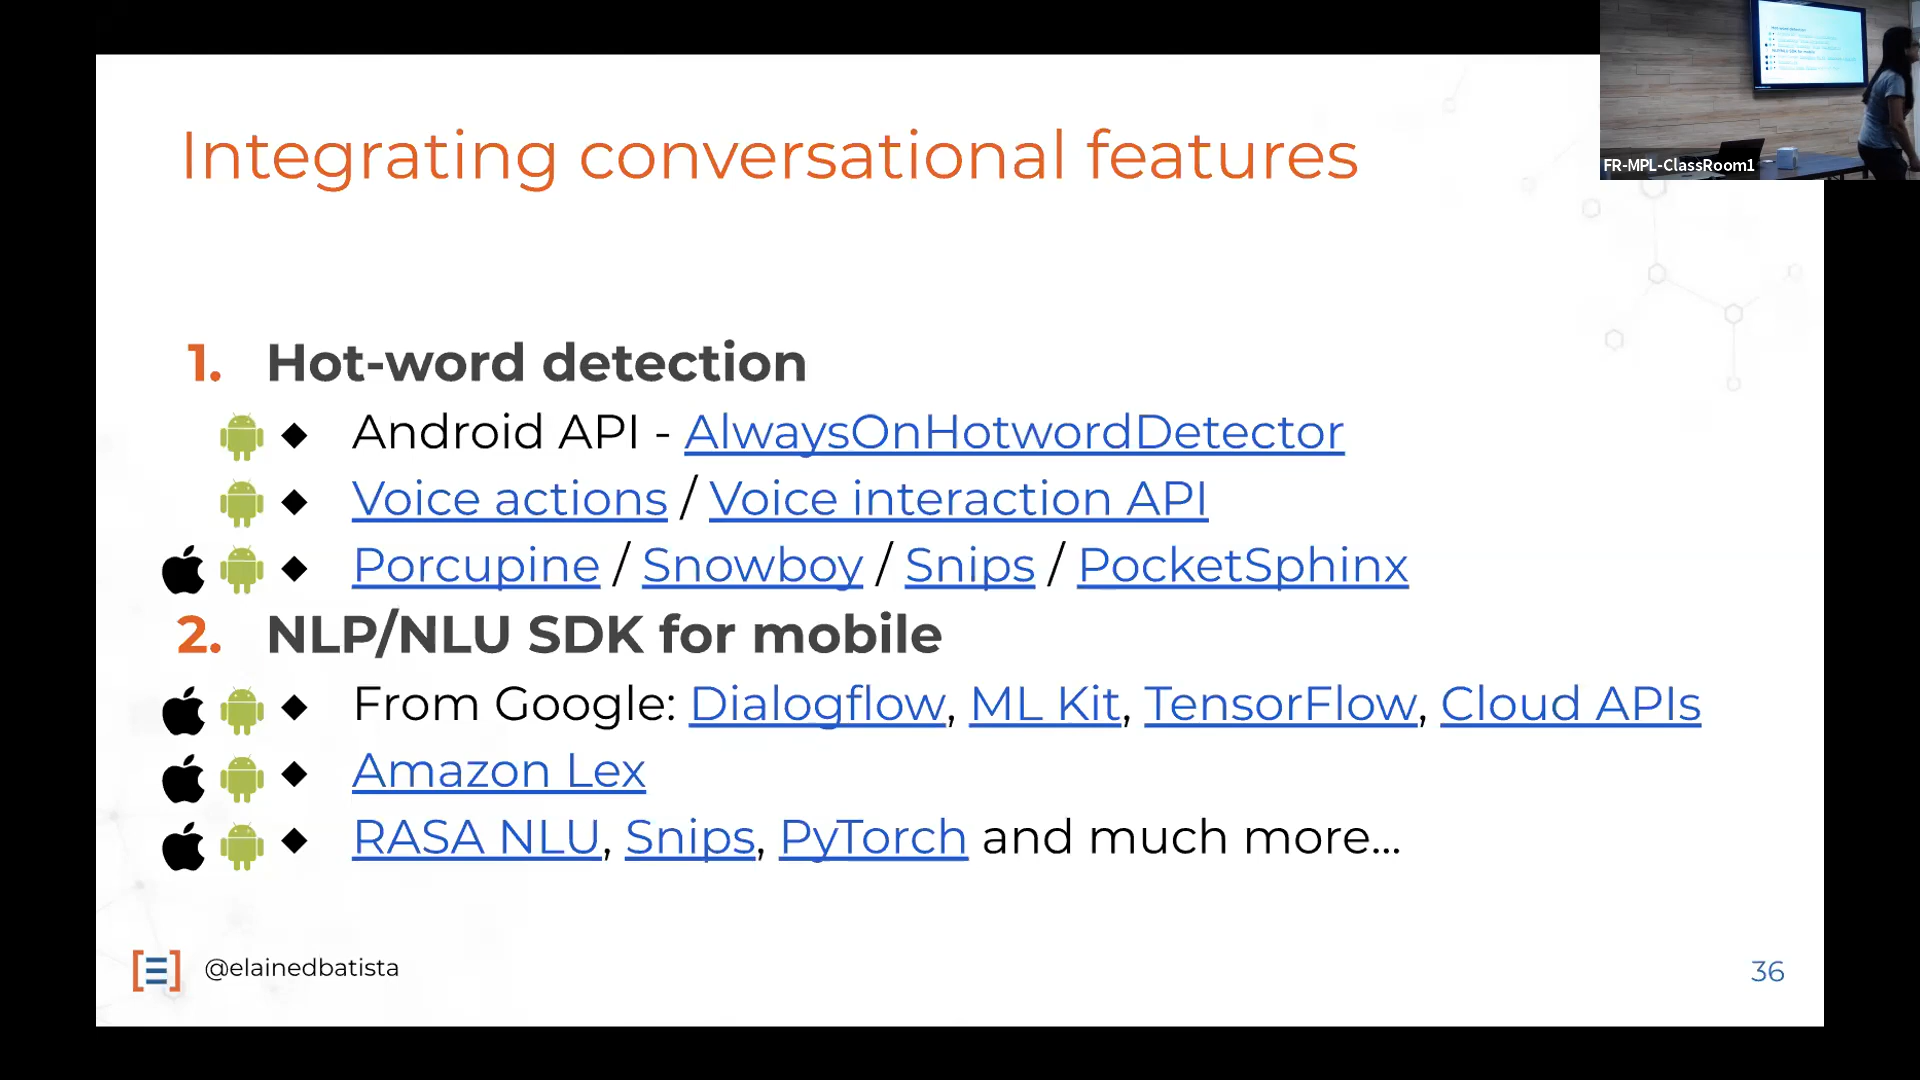 Integrating conversational features
FR-MPL-ClassRoom1
1. Hot-word detection
◆ Android API - AlwaysOnHotwordDetector
◆ Voice actions / Voice interaction API
◆ Porcupine / Snowboy / Snips / PocketSphinx
2. NLP/NLU SDK for mobile
◆ From Google: Dialogflow, ML Kit, TensorFlow, Cloud APIs
◆ Amazon Lex
◆ RASA NLU, Snips, PyTorch and much more...
@elainedbatista
36